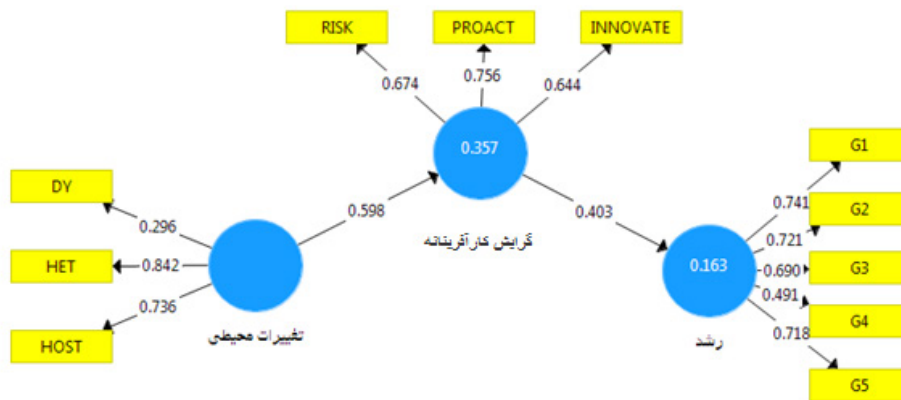 RISK
PROACT
INNOVATE
0.674
0.756
0.644
0.357
گرایش کارآفرینانه
DY
HET
HOST
0.296
0.842
0.736
تغییرات محیطی
0.598
0.403
0.163
رشد
G1
G2
G3
G4
G5
0.741
0.721
0.690
0.491
0.718